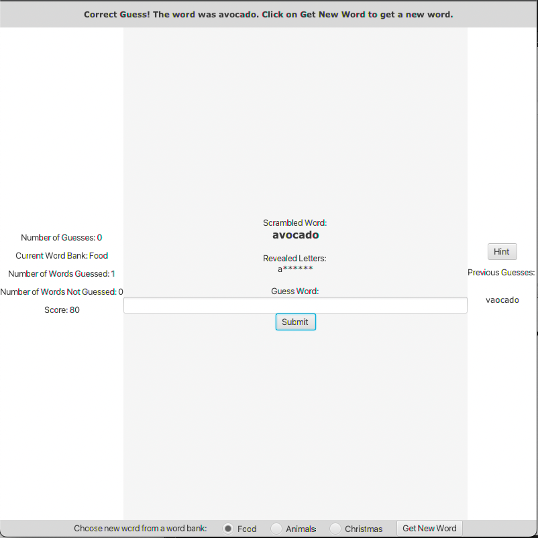 Correct Guess! The word was avocado. Click on Get New Word to get a new word.
Number of Guesses: 0
Current Word Bank: Food
Number of Words Guessed: 1
Number of Words Not Guessed: 0
Score: 80
Scrambled Word:
avocado
Revealed Letters:
a******
Guess Word:
Submit
Hint
Previous Guesses:
vaocado
Choose new word from a word bank: Food Animals Christmas Get New Word